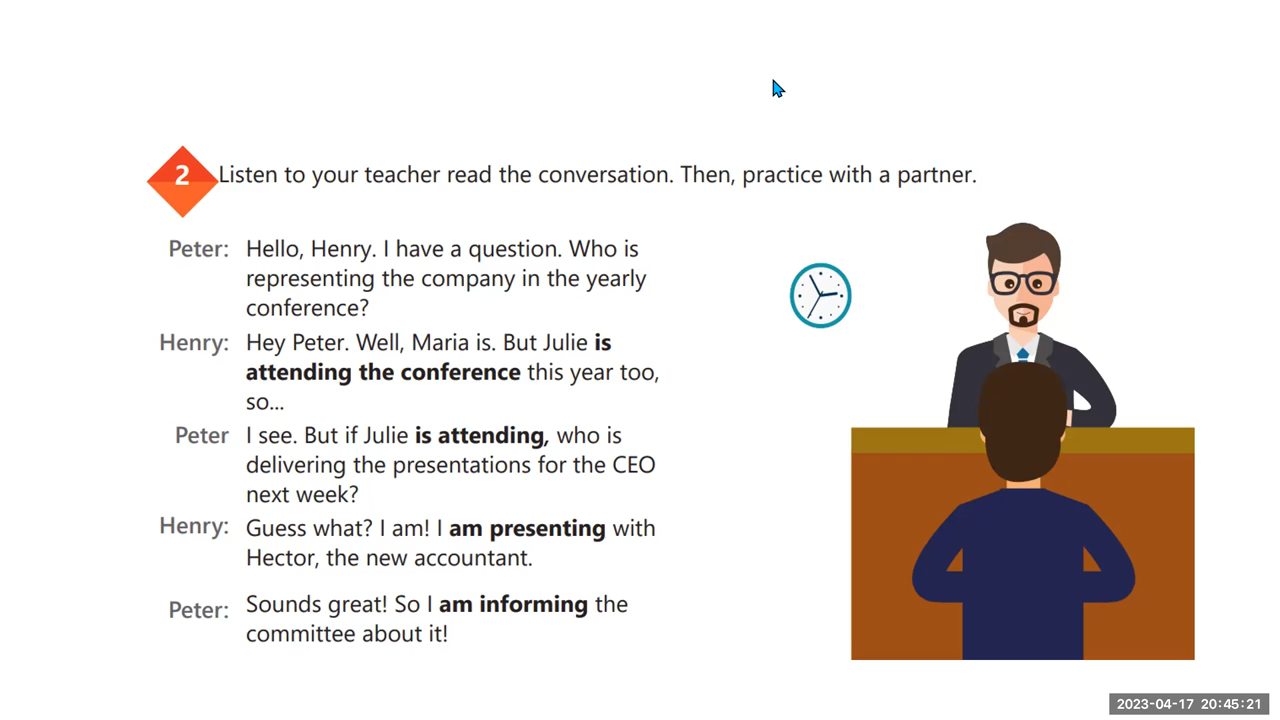 2 Listen to your teacher read the conversation. Then, practice with a partner.
Peter: Hello, Henry. I have a question. Who is
representing the company in the yearly
conference?
Henry: Hey Peter. Well, Maria is. But Julie is
attending the conference this year too,
so...
Peter I see. But if Julie is attending, who is
delivering the presentations for the CEO
next week?
Henry: Guess what? I am! I am presenting with
Hector, the new accountant.
Peter: Sounds great! So I am informing the
committee about it!
2023-04-17 20:45:21